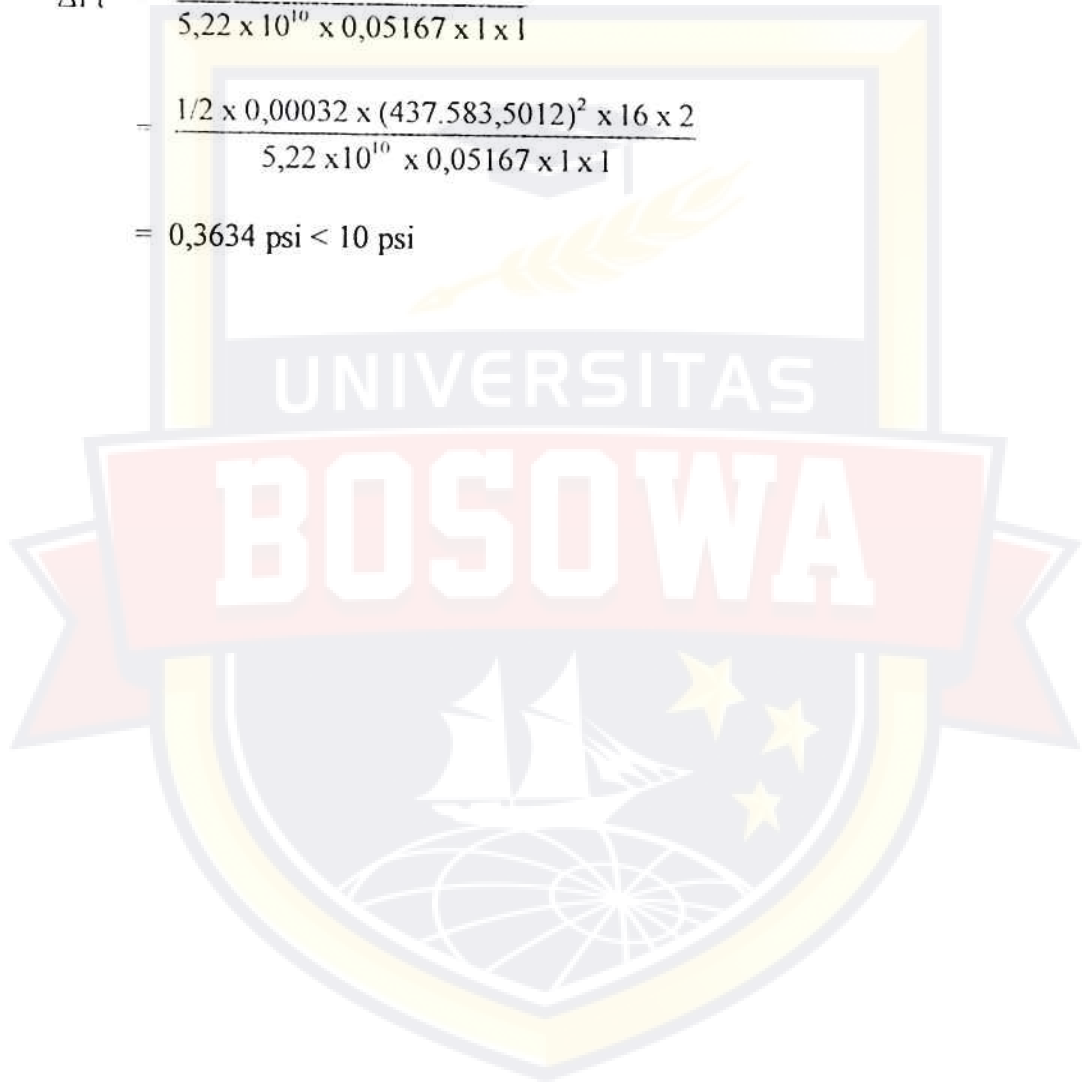 5,22 x 10¹⁰ x 0,05167 x 1 x 1
= 1/2 x 0,00032 x (437.583,5012)² x 16 x 2
5,22 x10¹⁰ x 0,05167 x 1 x 1
= 0,3634 psi < 10 psi
UNIVERSITAS
BOSOWA